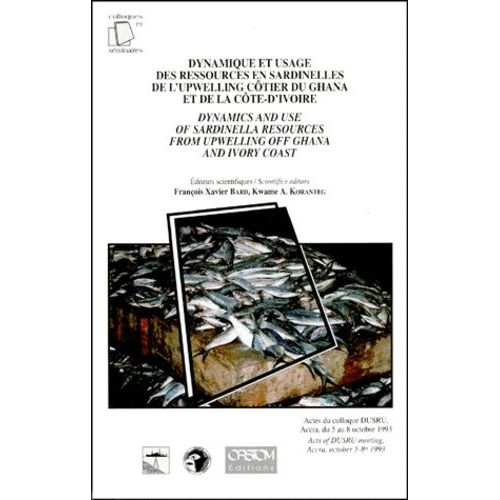 colloques
et
séminaires
DYNAMIQUE ET USAGE
DES RESSOURCES EN SARDINELLES
DE L'UPWELLING CÔTIER DU GHANA
ET DE LA CÔTE-D'IVOIRE
DYNAMICS AND USE
OF SARDINELLA RESOURCES
FROM UPWELLING OFF GHANA
AND IVORY COAST
Éditeurs scientifiques / Scientifics editors
François Xavier BARD, Kwame A. KORANTEG
Actes du colloque DUSRU,
Accra, du 5 au 8 octobre 1993
Acts of DUSRU meeting,
Accra, october 5-8th 1993
ORSTOM
Éditions